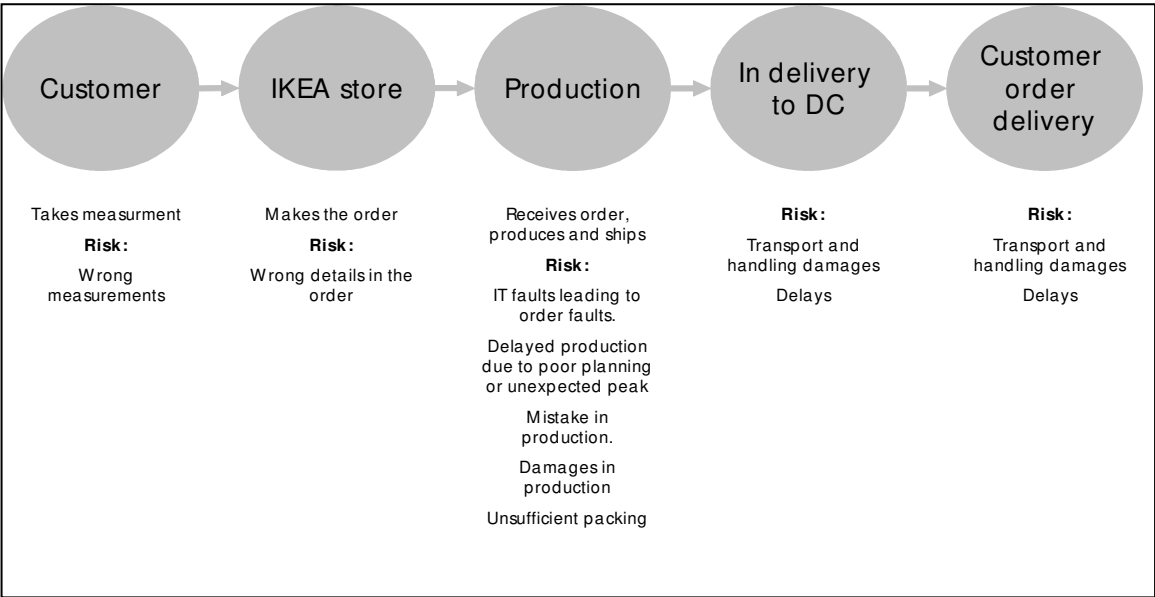 Customer
IKEA store
Production
In delivery
to DC
Customer
order
delivery
Takes measurment
Risk:
Wrong
measurements
Makes the order
Risk:
Wrong details in the
order
Receives order,
produces and ships
Risk:
IT faults leading to
order faults.
Delayed production
due to poor planning
or unexpected peak
Mistake in
production.
Damages in
production
Unsufficient packing
Risk:
Transport and
handling damages
Delays
Risk:
Transport and
handling damages
Delays